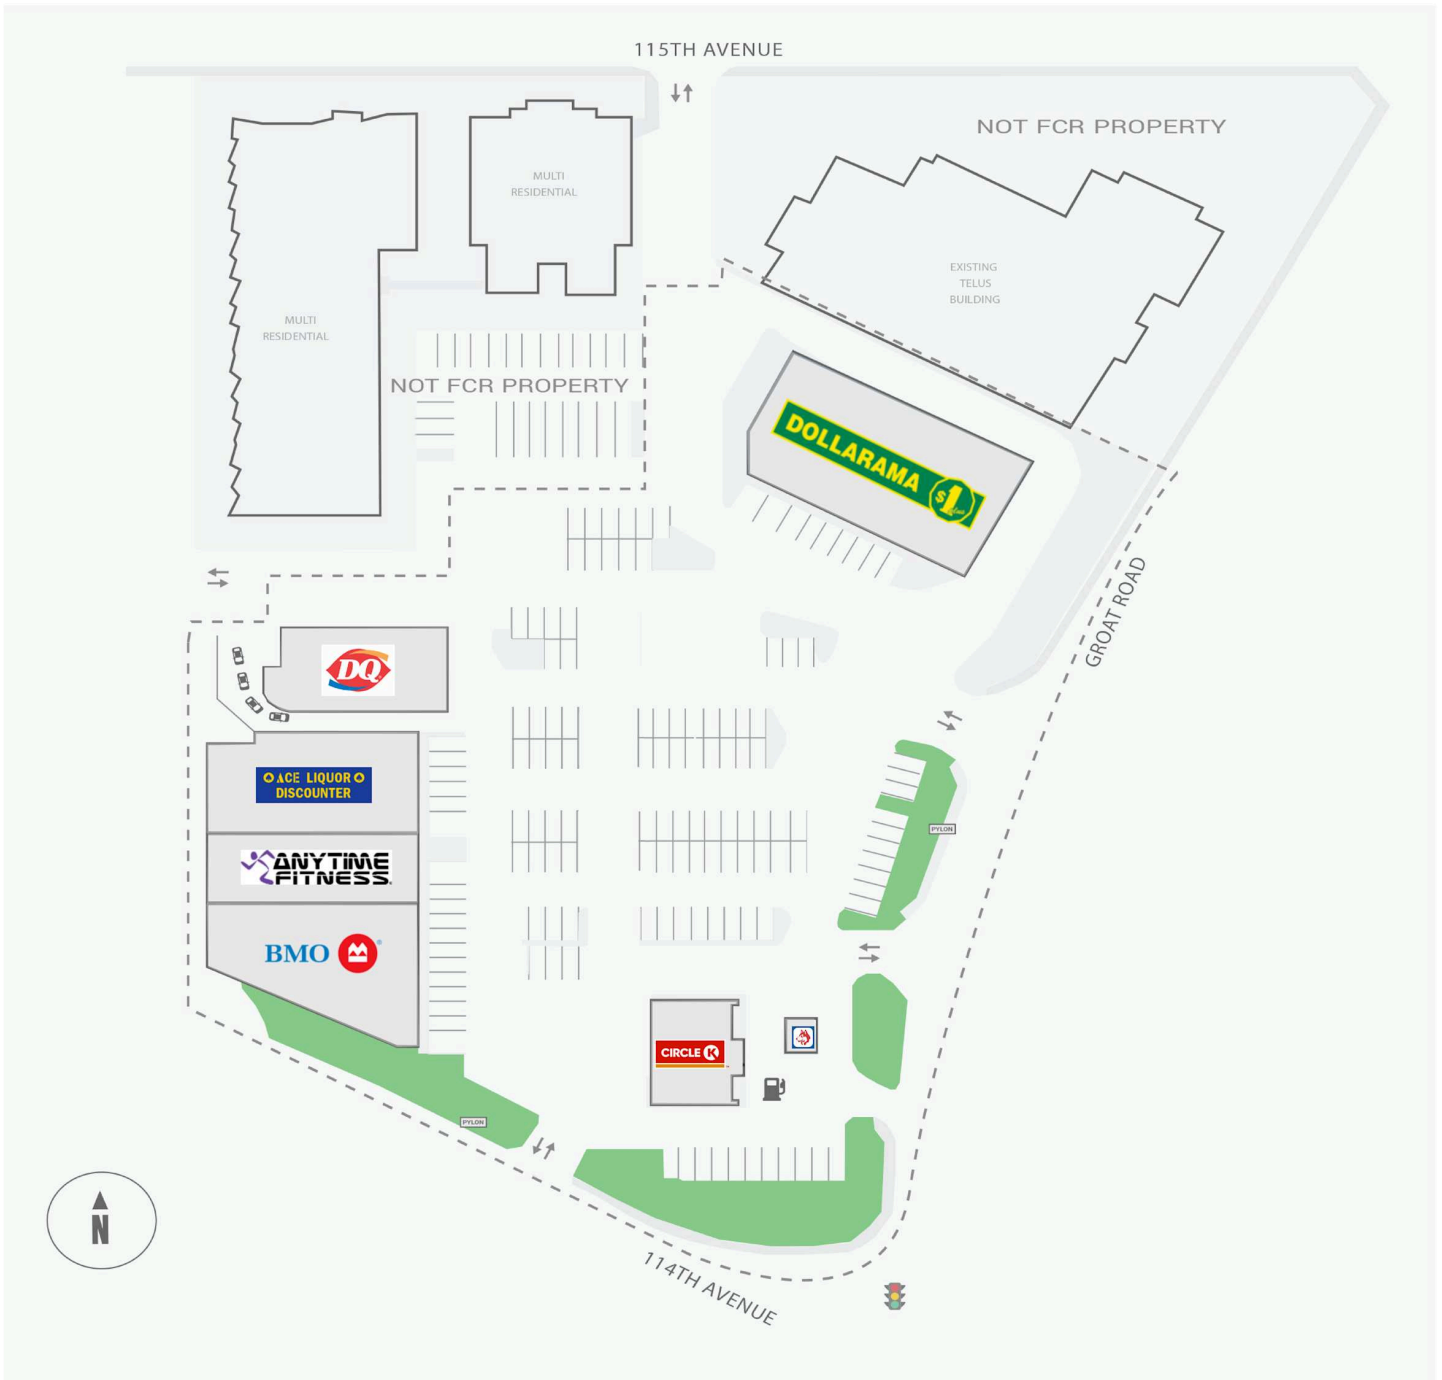 115TH AVENUE
NOT FCR PROPERTY
MULTI
RESIDENTIAL
EXISTING
TELUS
BUILDING
MULTI
RESIDENTIAL
NOT FCR PROPERTY
DOLLARAMA
$1
GROAT ROAD
DQ
ACE LIQUOR
DISCOUNTER
PYLON
ANYTIME
FITNESS
BMO
CIRCLE K
PYLON
N
114TH AVENUE